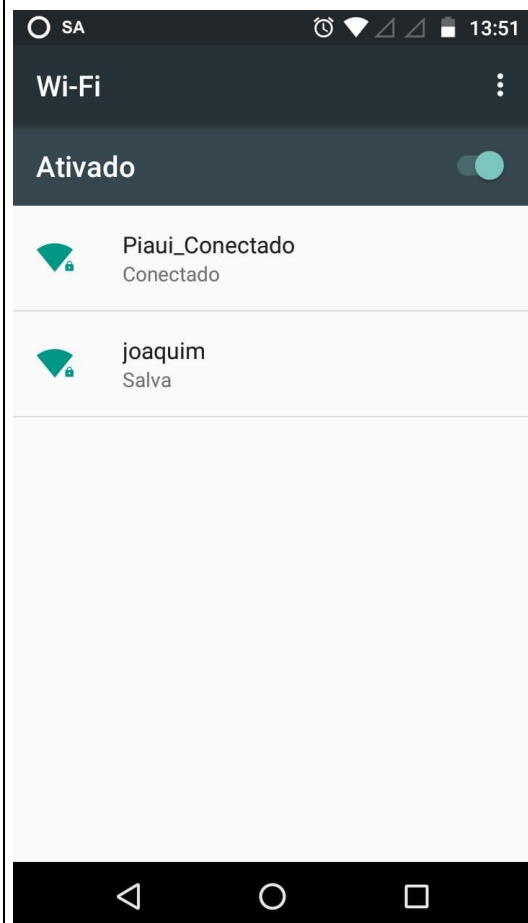 SA 13:51
Wi-Fi
Ativado
Piaui_Conectado
Conectado
joaquim
Salva